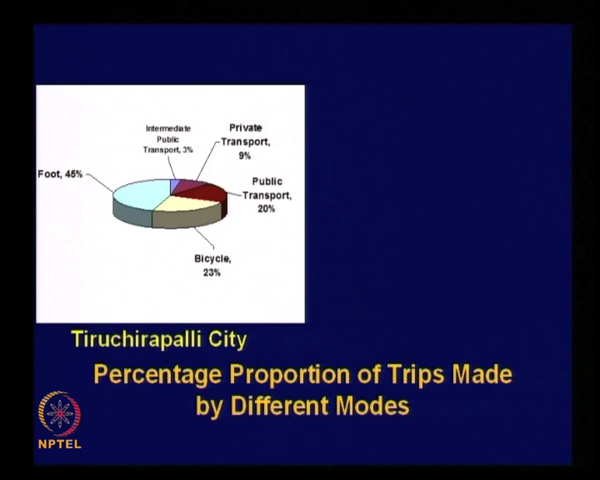 Intermediate
Public
Transport, 3%
Private
Transport,
9%
Foot, 45%
Public
Transport,
20%
Bicycle,
23%
Tiruchirapalli City
Percentage Proportion of Trips Made
by Different Modes
NPTEL